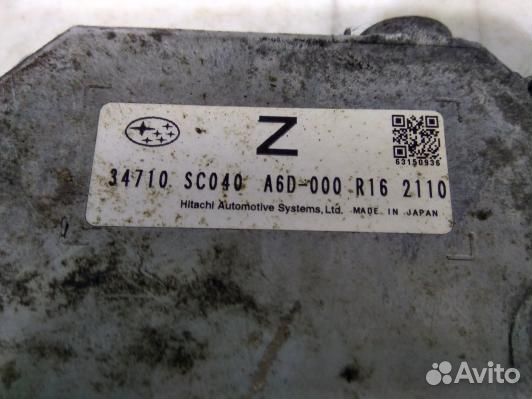 Z
63150936
34710 SC040 A6D-000 R16 2110
Hitachi Automotive Systems, Ltd. MADE IN JAPAN
Avito